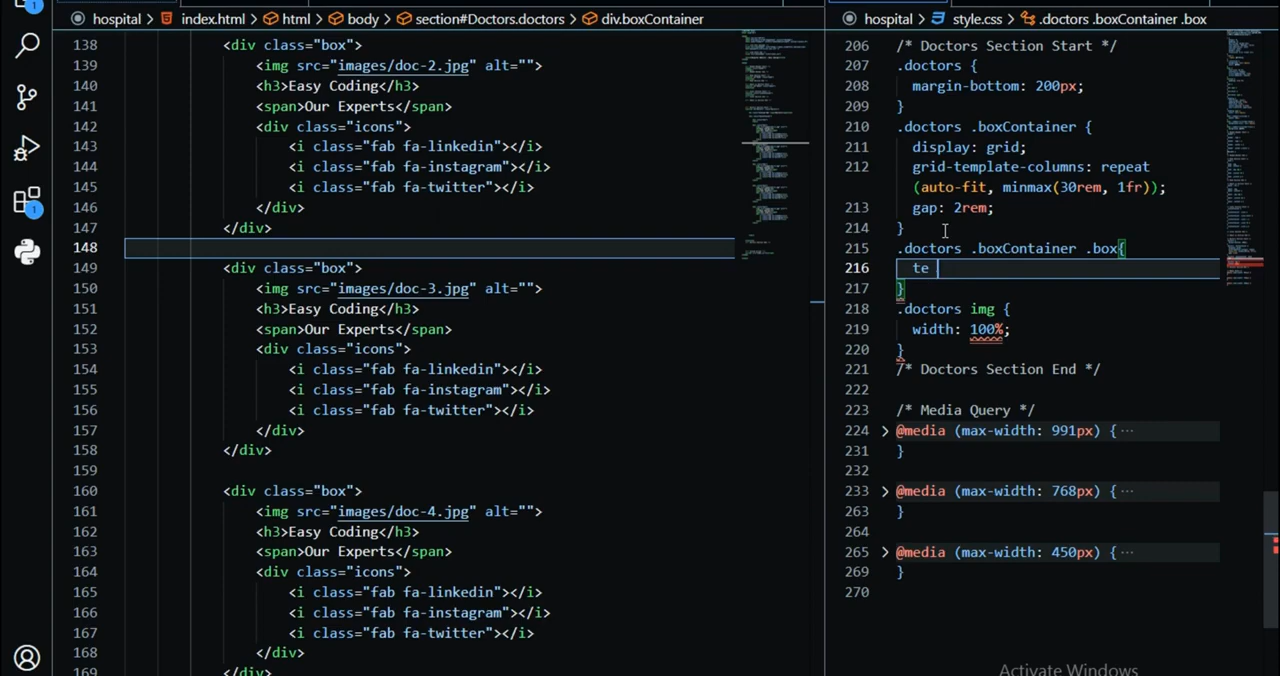 1
1
hospital > index.html > html > body > section#Doctors.doctors > div.boxContainer
138 <div class="box">
139 <img src="images/doc-2.jpg" alt="">
140 <h3>Easy Coding</h3>
141 <span>Our Experts</span>
142 <div class="icons">
143 <i class="fab fa-linkedin"></i>
144 <i class="fab fa-instagram"></i>
145 <i class="fab fa-twitter"></i>
146 </div>
147 </div>
148
149 <div class="box">
150 <img src="images/doc-3.jpg" alt="">
151 <h3>Easy Coding</h3>
152 <span>Our Experts</span>
153 <div class="icons">
154 <i class="fab fa-linkedin"></i>
155 <i class="fab fa-instagram"></i>
156 <i class="fab fa-twitter"></i>
157 </div>
158 </div>
159
160 <div class="box">
161 <img src="images/doc-4.jpg" alt="">
162 <h3>Easy Coding</h3>
163 <span>Our Experts</span>
164 <div class="icons">
165 <i class="fab fa-linkedin"></i>
166 <i class="fab fa-instagram"></i>
167 <i class="fab fa-twitter"></i>
168 </div>
169 </div>
hospital > style.css > .doctors .boxContainer .box
206 /* Doctors Section Start */
207 .doctors {
208 margin-bottom: 200px;
209 }
210 .doctors .boxContainer {
211 display: grid;
212 grid-template-columns: repeat
(auto-fit, minmax(30rem, 1fr));
213 gap: 2rem;
214 }
215 .doctors .boxContainer .box{
216 te
217 }
218 .doctors img {
219 width: 100%;
220 }
221 /* Doctors Section End */
222
223 /* Media Query */
224 > @media (max-width: 991px) { ···
231 }
232
233 > @media (max-width: 768px) { ···
263 }
264
265 > @media (max-width: 450px) { ···
269 }
270
Activate Windows